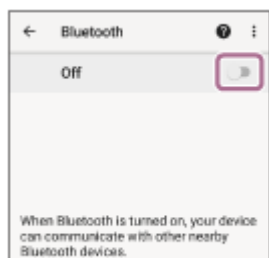 Bluetooth
Off
When Bluetooth is turned on, your device
can communicate with other nearby
Bluetooth devices.